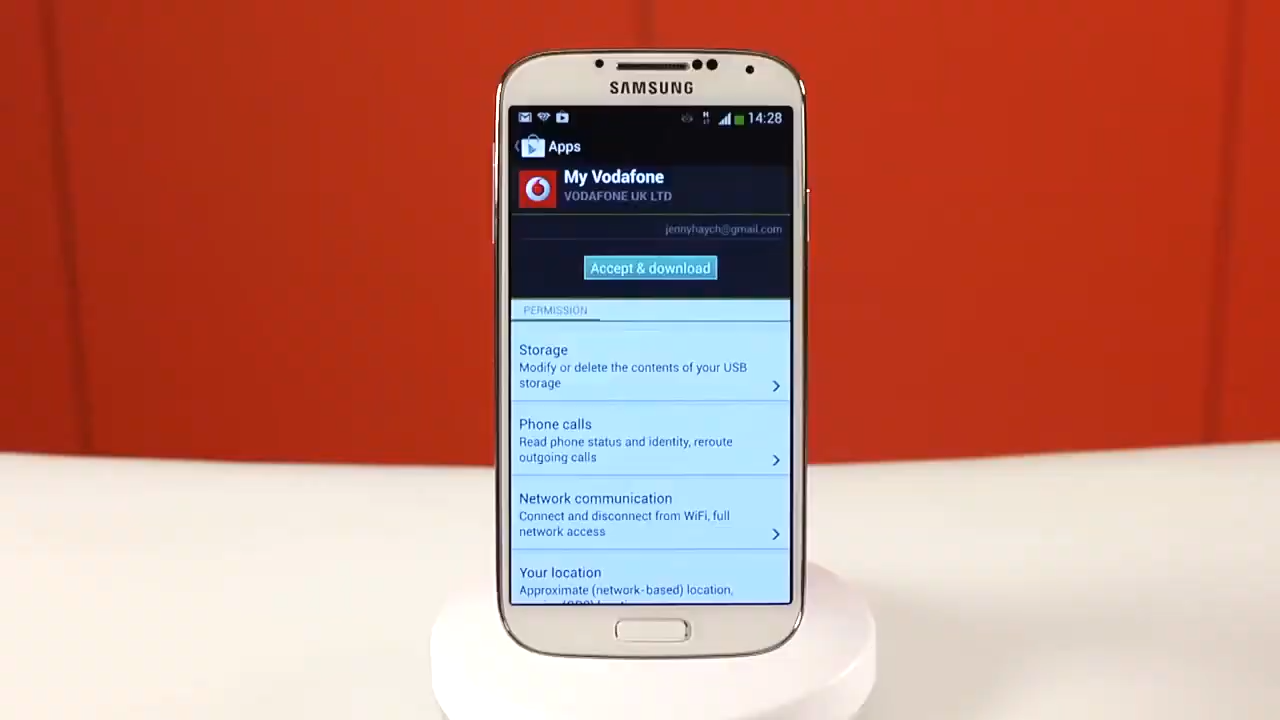 SAMSUNG
14:28
Apps
My Vodafone
VODAFONE UK LTD
jennyhaych@gmail.com
Accept & download
PERMISSION
Storage
Modify or delete the contents of your USB
storage
Phone calls
Read phone status and identity, reroute
outgoing calls
Network communication
Connect and disconnect from WiFi, full
network access
Your location
Approximate (network-based) location,